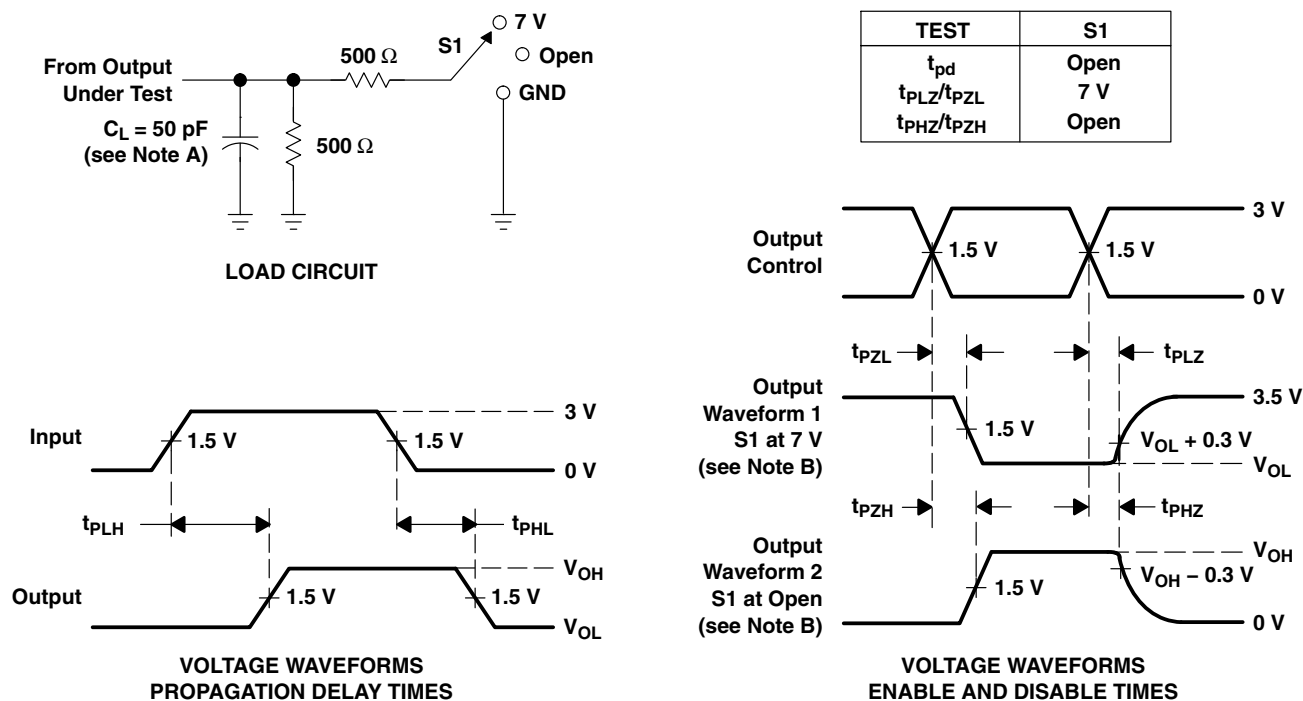 7 V
S1
Open
500 Ω
From Output
Under Test
GND
C_L = 50 pF
(see Note A)
500 Ω
LOAD CIRCUIT
TEST S1
t_pd Open
t_PLZ/t_PZL 7 V
t_PHZ/t_PZH Open
3 V
Output
Control
1.5 V 1.5 V
0 V
t_PZL t_PLZ
Output
Waveform 1
S1 at 7 V
(see Note B)
3.5 V
1.5 V
V_OL + 0.3 V
V_OL
t_PZH t_PHZ
Output
Waveform 2
S1 at Open
(see Note B)
V_OH
V_OH – 0.3 V
1.5 V
0 V
VOLTAGE WAVEFORMS
ENABLE AND DISABLE TIMES
3 V
Input
1.5 V 1.5 V
0 V
t_PLH t_PHL
V_OH
Output
1.5 V 1.5 V
V_OL
VOLTAGE WAVEFORMS
PROPAGATION DELAY TIMES